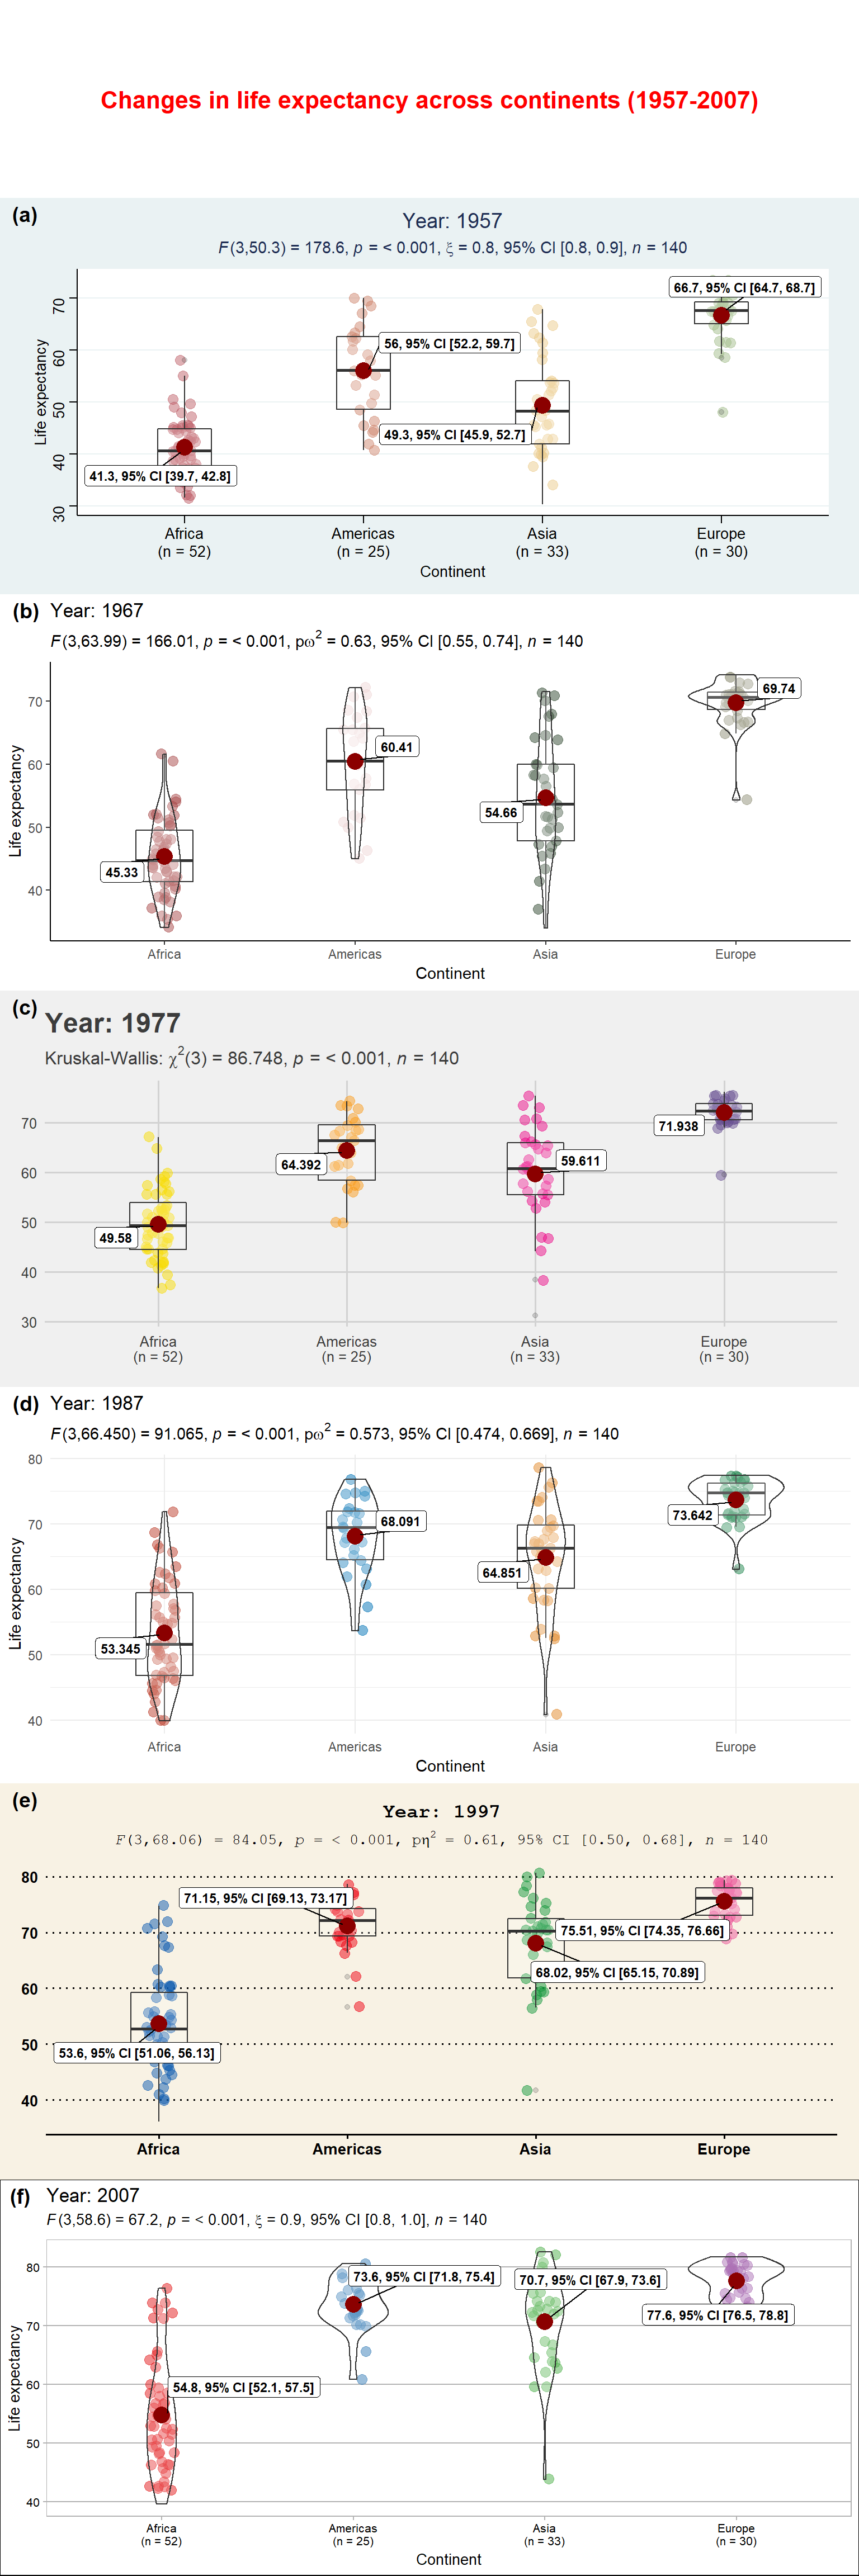 Changes in life expectancy across continents (1957-2007)
(a)
Year: 1957
F(3,50.3) = 178.6, p = < 0.001, ξ = 0.8, 95% CI [0.8, 0.9], n = 140
Life expectancy
70
60
50
40
30
66.7, 95% CI [64.7, 68.7]
56, 95% CI [52.2, 59.7]
49.3, 95% CI [45.9, 52.7]
41.3, 95% CI [39.7, 42.8]
Africa Americas Asia Europe
(n = 52) (n = 25) (n = 33) (n = 30)
Continent
(b) Year: 1967
F(3,63.99) = 166.01, p = < 0.001, pω² = 0.63, 95% CI [0.55, 0.74], n = 140
Life expectancy
70
60
50
40
69.74
60.41
54.66
45.33
Africa Americas Asia Europe
Continent
(c) Year: 1977
Kruskal-Wallis: χ²(3) = 86.748, p = < 0.001, n = 140
70
60
50
40
30
71.938
64.392
59.611
49.58
Africa Americas Asia Europe
(n = 52) (n = 25) (n = 33) (n = 30)
(d) Year: 1987
F(3,66.450) = 91.065, p = < 0.001, pω² = 0.573, 95% CI [0.474, 0.669], n = 140
Life expectancy
80
70
60
50
40
73.642
68.091
64.851
53.345
Africa Americas Asia Europe
Continent
(e)
Year: 1997
F(3,68.06) = 84.05, p = < 0.001, pη² = 0.61, 95% CI [0.50, 0.68], n = 140
80
70
60
50
40
71.15, 95% CI [69.13, 73.17]
75.51, 95% CI [74.35, 76.66]
68.02, 95% CI [65.15, 70.89]
53.6, 95% CI [51.06, 56.13]
Africa Americas Asia Europe
(f) Year: 2007
F(3,58.6) = 67.2, p = < 0.001, ξ = 0.9, 95% CI [0.8, 1.0], n = 140
Life expectancy
80
70
60
50
40
73.6, 95% CI [71.8, 75.4]
70.7, 95% CI [67.9, 73.6]
77.6, 95% CI [76.5, 78.8]
54.8, 95% CI [52.1, 57.5]
Africa Americas Asia Europe
(n = 52) (n = 25) (n = 33) (n = 30)
Continent